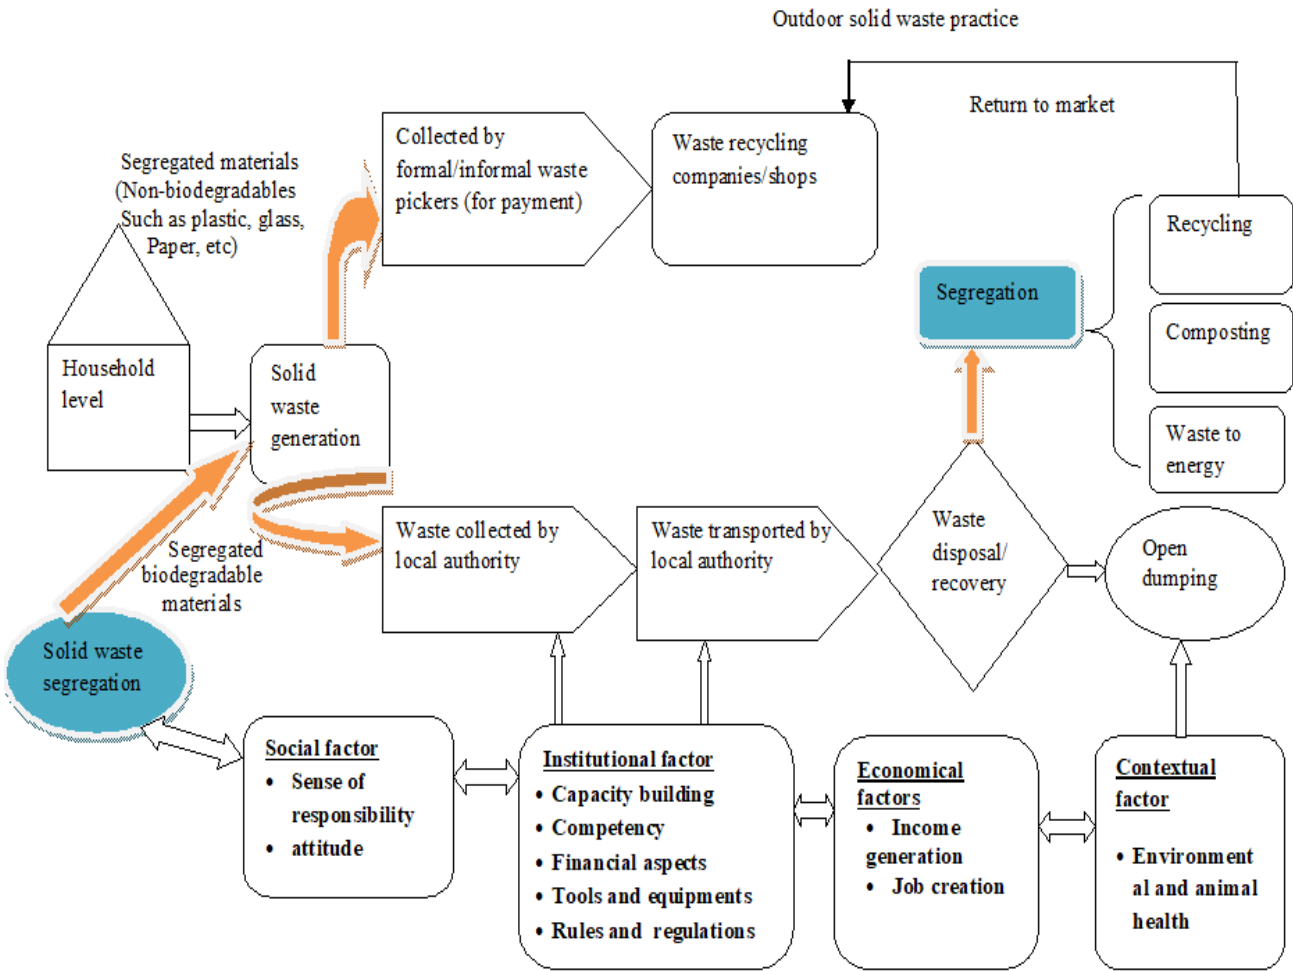 Outdoor solid waste practice
Return to market
Segregated materials
(Non-biodegradables
Such as plastic, glass,
Paper, etc)
Collected by
formal/informal waste
pickers (for payment)
Waste recycling
companies/shops
Recycling
Segregation
Composting
Household
level
Solid
waste
generation
Waste to
energy
Segregated
biodegradable
materials
Waste collected by
local authority
Waste transported by
local authority
Waste
disposal/
recovery
Open
dumping
Solid waste
segregation
Social factor
• Sense of
responsibility
• attitude
Institutional factor
• Capacity building
• Competency
• Financial aspects
• Tools and equipments
• Rules and regulations
Economical
factors
• Income
generation
• Job creation
Contextual
factor
• Environment
al and animal
health